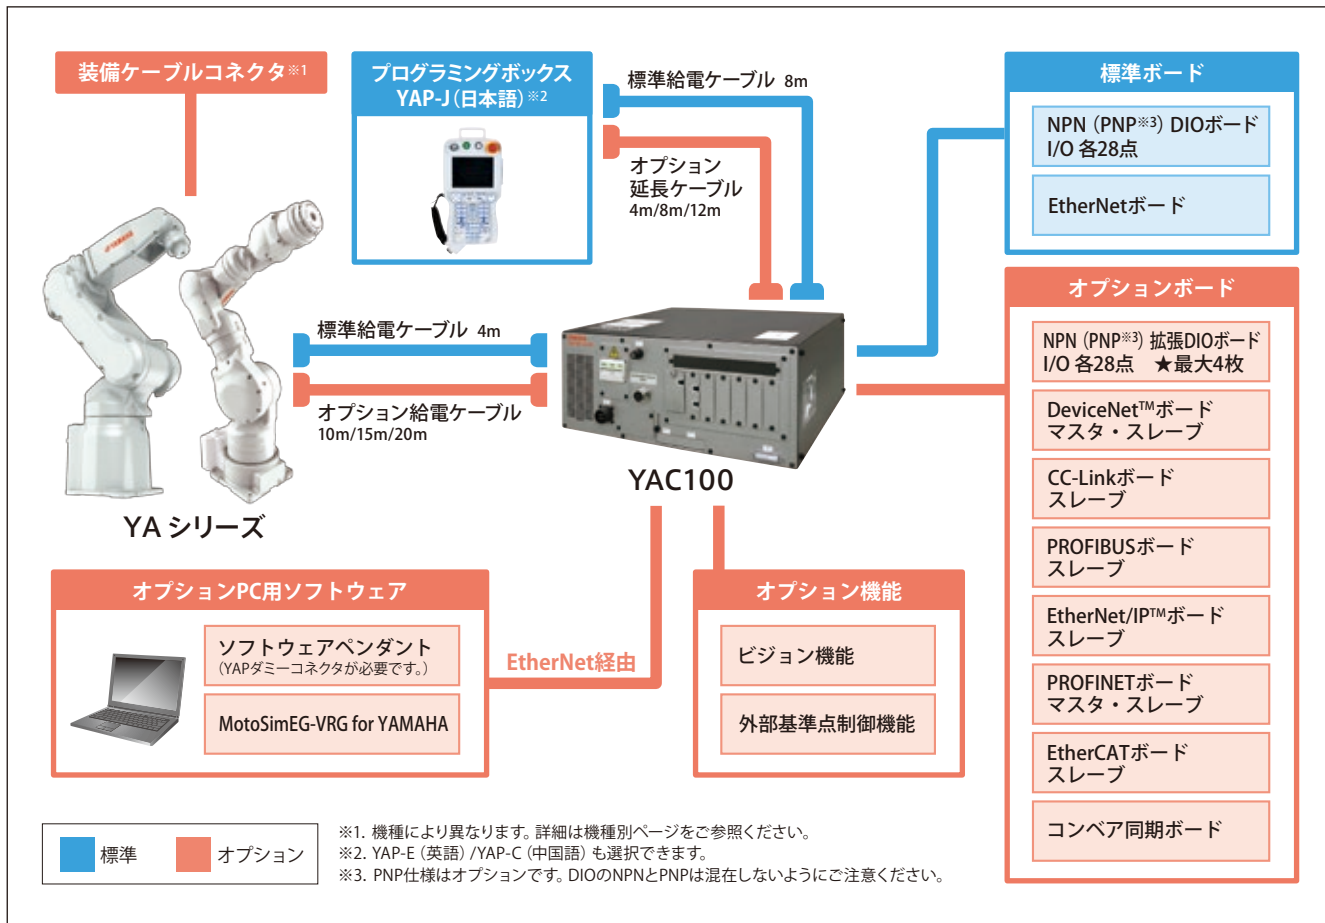 装備ケーブルコネクタ※1
プログラミングボックス
YAP-J（日本語）※2
標準給電ケーブル 8m
オプション
延長ケーブル
4m/8m/12m
標準給電ケーブル 4m
オプション給電ケーブル
10m/15m/20m
YAMAHA
YA シリーズ
YAC100
標準ボード
NPN（PNP※3）DIOボード
I/O 各28点
EtherNetボード
オプションボード
NPN（PNP※3）拡張DIOボード
I/O 各28点 ★最大4枚
DeviceNet™ボード
マスタ・スレーブ
CC-Linkボード
スレーブ
PROFIBUSボード
スレーブ
EtherNet/IP™ボード
スレーブ
PROFINETボード
マスタ・スレーブ
EtherCATボード
スレーブ
コンベア同期ボード
オプションPC用ソフトウェア
ソフトウェアペンダント
（YAPダミーコネクタが必要です。）
MotoSimEG-VRG for YAMAHA
EtherNet経由
オプション機能
ビジョン機能
外部基準点制御機能
標準
オプション
※1. 機種により異なります。詳細は機種別ページをご参照ください。
※2. YAP-E（英語）/YAP-C（中国語）も選択できます。
※3. PNP仕様はオプションです。DIOのNPNとPNPは混在しないようにご注意ください。